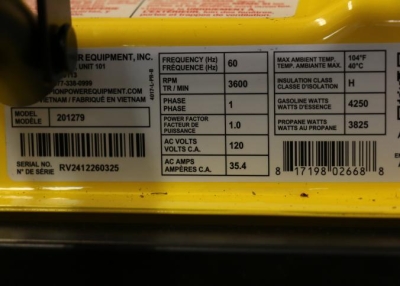 POWER EQUIPMENT, INC.
UNIT 101
VIETNAM / FABRIQUÉ EN VIETNAM
MODEL
MODÈLE
201279
SERIAL NO.
N° DE SÉRIE
RV2412260325
FREQUENCY (Hz)
FRÉQUENCE (Hz)
60
RPM
TR / MIN
3600
PHASE
PHASE
1
POWER FACTOR
FACTEUR DE
PUISSANCE
1.0
AC VOLTS
VOLTS C.A.
120
AC AMPS
AMPÈRES C.A.
35.4
MAX AMBIENT TEMP.
TEMP. AMBIANTE MAX.
104°F
40°C
INSULATION CLASS
CLASSE D'ISOLATION
H
GASOLINE WATTS
WATTS D'ESSENCE
4250
PROPANE WATTS
WATTS AU PROPANE
3825
8 17198 02668 8